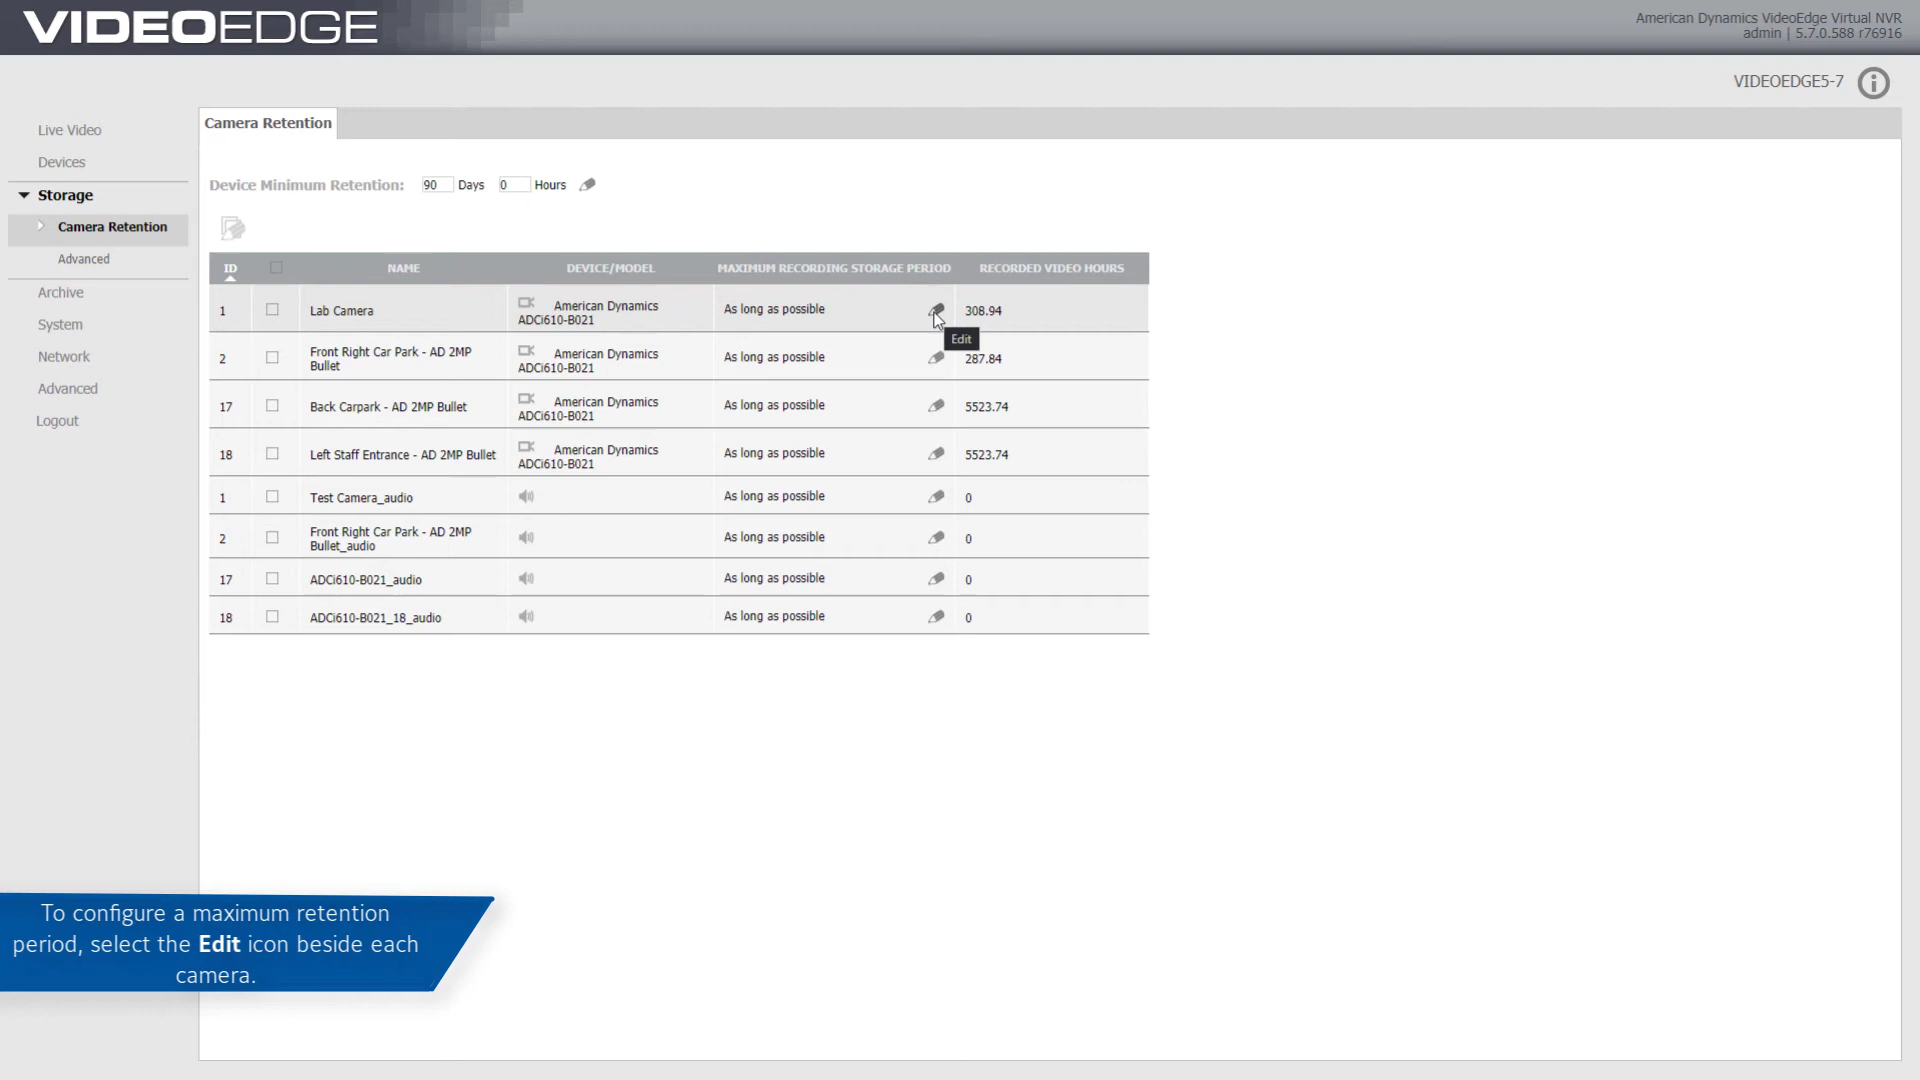 VIDEOEDGE
American Dynamics VideoEdge Virtual NVR
admin | 5.7.0.588 r76916
VIDEOEDGE5-7
Live Video
Devices
Storage
Camera Retention
Advanced
Archive
System
Network
Advanced
Logout
Camera Retention
Device Minimum Retention: 90 Days 0 Hours
ID NAME DEVICE/MODEL MAXIMUM RECORDING STORAGE PERIOD RECORDED VIDEO HOURS
1 Lab Camera American Dynamics As long as possible 308.94
ADCi610-B021
Edit
2 Front Right Car Park - AD 2MP American Dynamics As long as possible 287.84
Bullet ADCi610-B021
17 Back Carpark - AD 2MP Bullet American Dynamics As long as possible 5523.74
ADCi610-B021
18 Left Staff Entrance - AD 2MP Bullet American Dynamics As long as possible 5523.74
ADCi610-B021
1 Test Camera_audio As long as possible 0
2 Front Right Car Park - AD 2MP As long as possible 0
Bullet_audio
17 ADCi610-B021_audio As long as possible 0
18 ADCi610-B021_18_audio As long as possible 0
To configure a maximum retention
period, select the Edit icon beside each
camera.